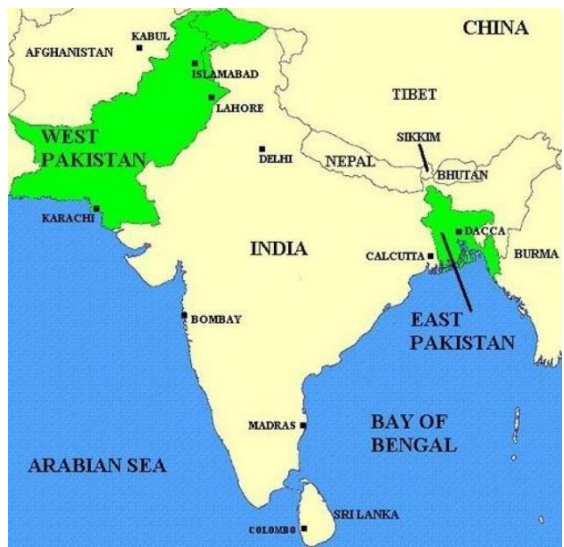 CHINA
KABUL
AFGHANISTAN
ISLAMABAD
TIBET
LAHORE
WEST
PAKISTAN
SIKKIM
DELHI
NEPAL
BHUTAN
KARACHI
DACCA
INDIA
CALCUTTA
BURMA
EAST
PAKISTAN
BOMBAY
MADRAS
BAY OF
BENGAL
ARABIAN SEA
SRI LANKA
COLOMBO